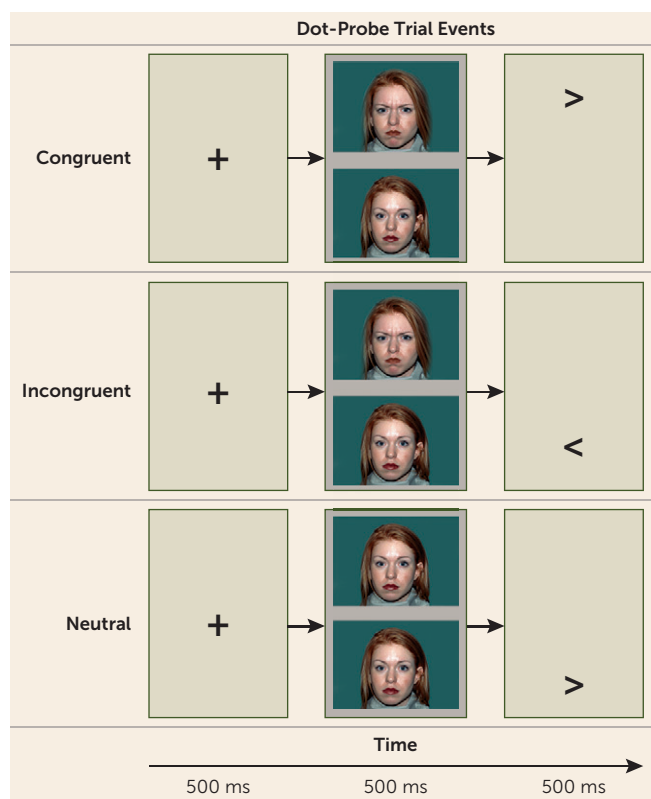 Dot-Probe Trial Events
Congruent
+
>
Incongruent
+
<
Neutral
+
>
Time
500 ms 500 ms 500 ms